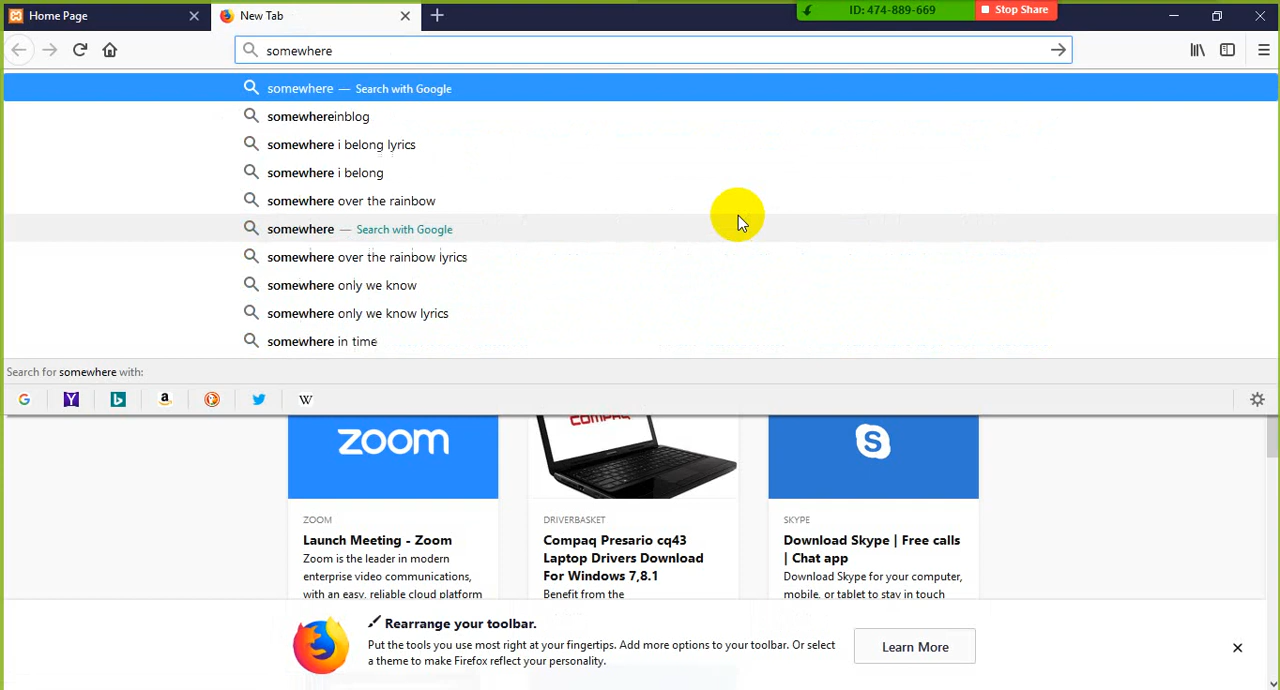 Home Page
New Tab
ID: 474-889-669
Stop Share
somewhere
somewhere — Search with Google
somewhereinblog
somewhere i belong lyrics
somewhere i belong
somewhere over the rainbow
somewhere — Search with Google
somewhere over the rainbow lyrics
somewhere only we know
somewhere only we know lyrics
somewhere in time
Search for somewhere with:
G Y b a W
zoom
COMPAQ
S
ZOOM
Launch Meeting - Zoom
Zoom is the leader in modern
enterprise video communications,
with an easy, reliable cloud platform
DRIVERBASKET
Compaq Presario cq43
Laptop Drivers Download
For Windows 7,8.1
Benefit from the
SKYPE
Download Skype | Free calls
| Chat app
Download Skype for your computer,
mobile, or tablet to stay in touch
Rearrange your toolbar.
Put the tools you use most right at your fingertips. Add more options to your toolbar. Or select
a theme to make Firefox reflect your personality.
Learn More